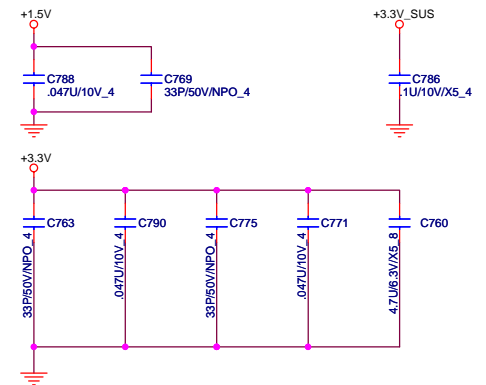 +1.5V
+3.3V_SUS
C788
.047U/10V_4
C769
33P/50V/NPO_4
C786
.1U/10V/X5_4
+3.3V
C763
33P/50V/NPO_4
C790
.047U/10V_4
C775
33P/50V/NPO_4
C771
.047U/10V_4
C760
4.7U/6.3V/X5_8